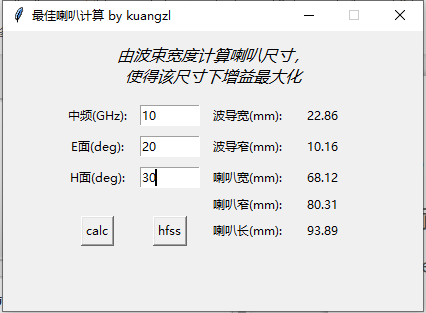 最佳喇叭计算 by kuangzl
由波束宽度计算喇叭尺寸，
使得该尺寸下增益最大化
中频(GHz): 10 波导宽(mm): 22.86
E面(deg): 20 波导窄(mm): 10.16
H面(deg): 30 喇叭宽(mm): 68.12
喇叭窄(mm): 80.31
calc hfss 喇叭长(mm): 93.89